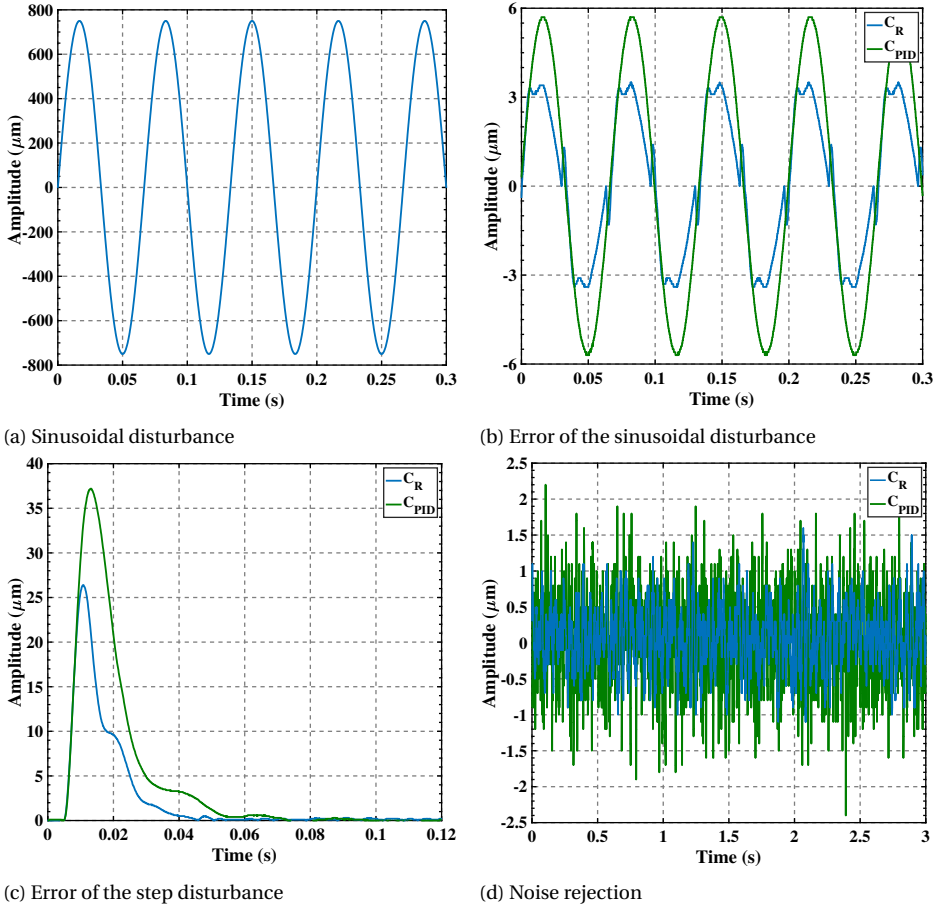 800
600
400
200
0
-200
-400
-600
-800
Amplitude (μm)
0 0.05 0.1 0.15 0.2 0.25 0.3
Time (s)
(a) Sinusoidal disturbance
6
3
0
-3
-6
Amplitude (μm)
C_R
C_PID
0 0.05 0.1 0.15 0.2 0.25 0.3
Time (s)
(b) Error of the sinusoidal disturbance
40
35
30
25
20
15
10
5
0
Amplitude (μm)
C_R
C_PID
0 0.02 0.04 0.06 0.08 0.1 0.12
Time (s)
(c) Error of the step disturbance
2.5
2
1.5
1
0.5
0
-0.5
-1
-1.5
-2
-2.5
Amplitude (μm)
C_R
C_PID
0 0.5 1 1.5 2 2.5 3
Time (s)
(d) Noise rejection